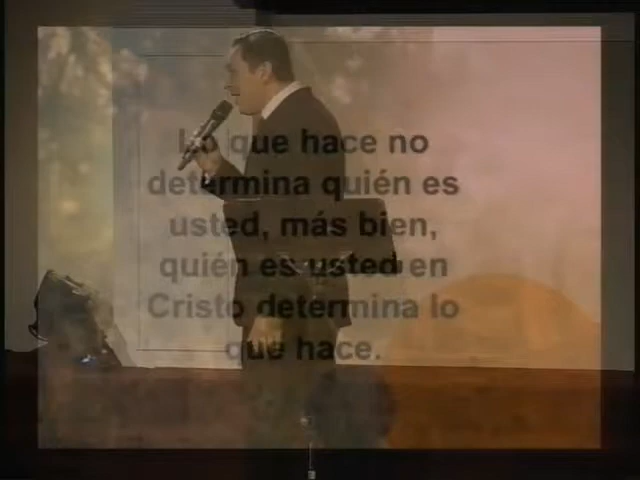 Lo que hace no
determina quién es
usted, más bien,
quién es usted en
Cristo determina lo
que hace.